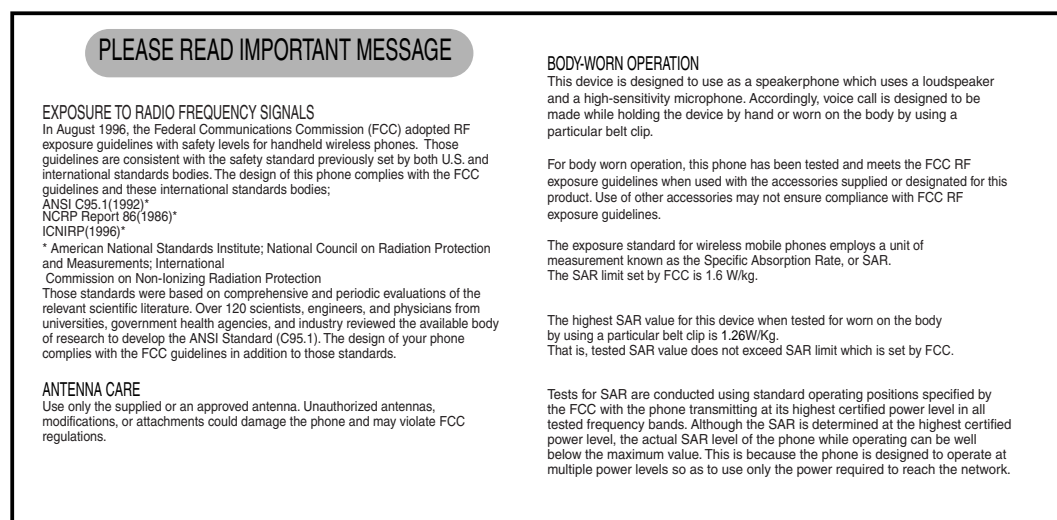 PLEASE READ IMPORTANT MESSAGE
EXPOSURE TO RADIO FREQUENCY SIGNALS
In August 1996, the Federal Communications Commission (FCC) adopted RF
exposure guidelines with safety levels for handheld wireless phones. Those
guidelines are consistent with the safety standard previously set by both U.S. and
international standards bodies. The design of this phone complies with the FCC
guidelines and these international standards bodies;
ANSI C95.1(1992)*
NCRP Report 86(1986)*
ICNIRP(1996)*
* American National Standards Institute; National Council on Radiation Protection
and Measurements; International
Commission on Non-Ionizing Radiation Protection
Those standards were based on comprehensive and periodic evaluations of the
relevant scientific literature. Over 120 scientists, engineers, and physicians from
universities, government health agencies, and industry reviewed the available body
of research to develop the ANSI Standard (C95.1). The design of your phone
complies with the FCC guidelines in addition to those standards.
ANTENNA CARE
Use only the supplied or an approved antenna. Unauthorized antennas,
modifications, or attachments could damage the phone and may violate FCC
regulations.
BODY-WORN OPERATION
This device is designed to use as a speakerphone which uses a loudspeaker
and a high-sensitivity microphone. Accordingly, voice call is designed to be
made while holding the device by hand or worn on the body by using a
particular belt clip.
For body worn operation, this phone has been tested and meets the FCC RF
exposure guidelines when used with the accessories supplied or designated for this
product. Use of other accessories may not ensure compliance with FCC RF
exposure guidelines.
The exposure standard for wireless mobile phones employs a unit of
measurement known as the Specific Absorption Rate, or SAR.
The SAR limit set by FCC is 1.6 W/kg.
The highest SAR value for this device when tested for worn on the body
by using a particular belt clip is 1.26W/Kg.
That is, tested SAR value does not exceed SAR limit which is set by FCC.
Tests for SAR are conducted using standard operating positions specified by
the FCC with the phone transmitting at its highest certified power level in all
tested frequency bands. Although the SAR is determined at the highest certified
power level, the actual SAR level of the phone while operating can be well
below the maximum value. This is because the phone is designed to operate at
multiple power levels so as to use only the power required to reach the network.